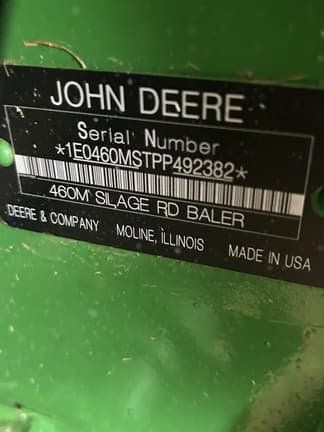 JOHN DEERE
Serial Number
*1E0460MSTPP492382*
460M SILAGE RD BALER
DEERE & COMPANY MOLINE, ILLINOIS MADE IN USA